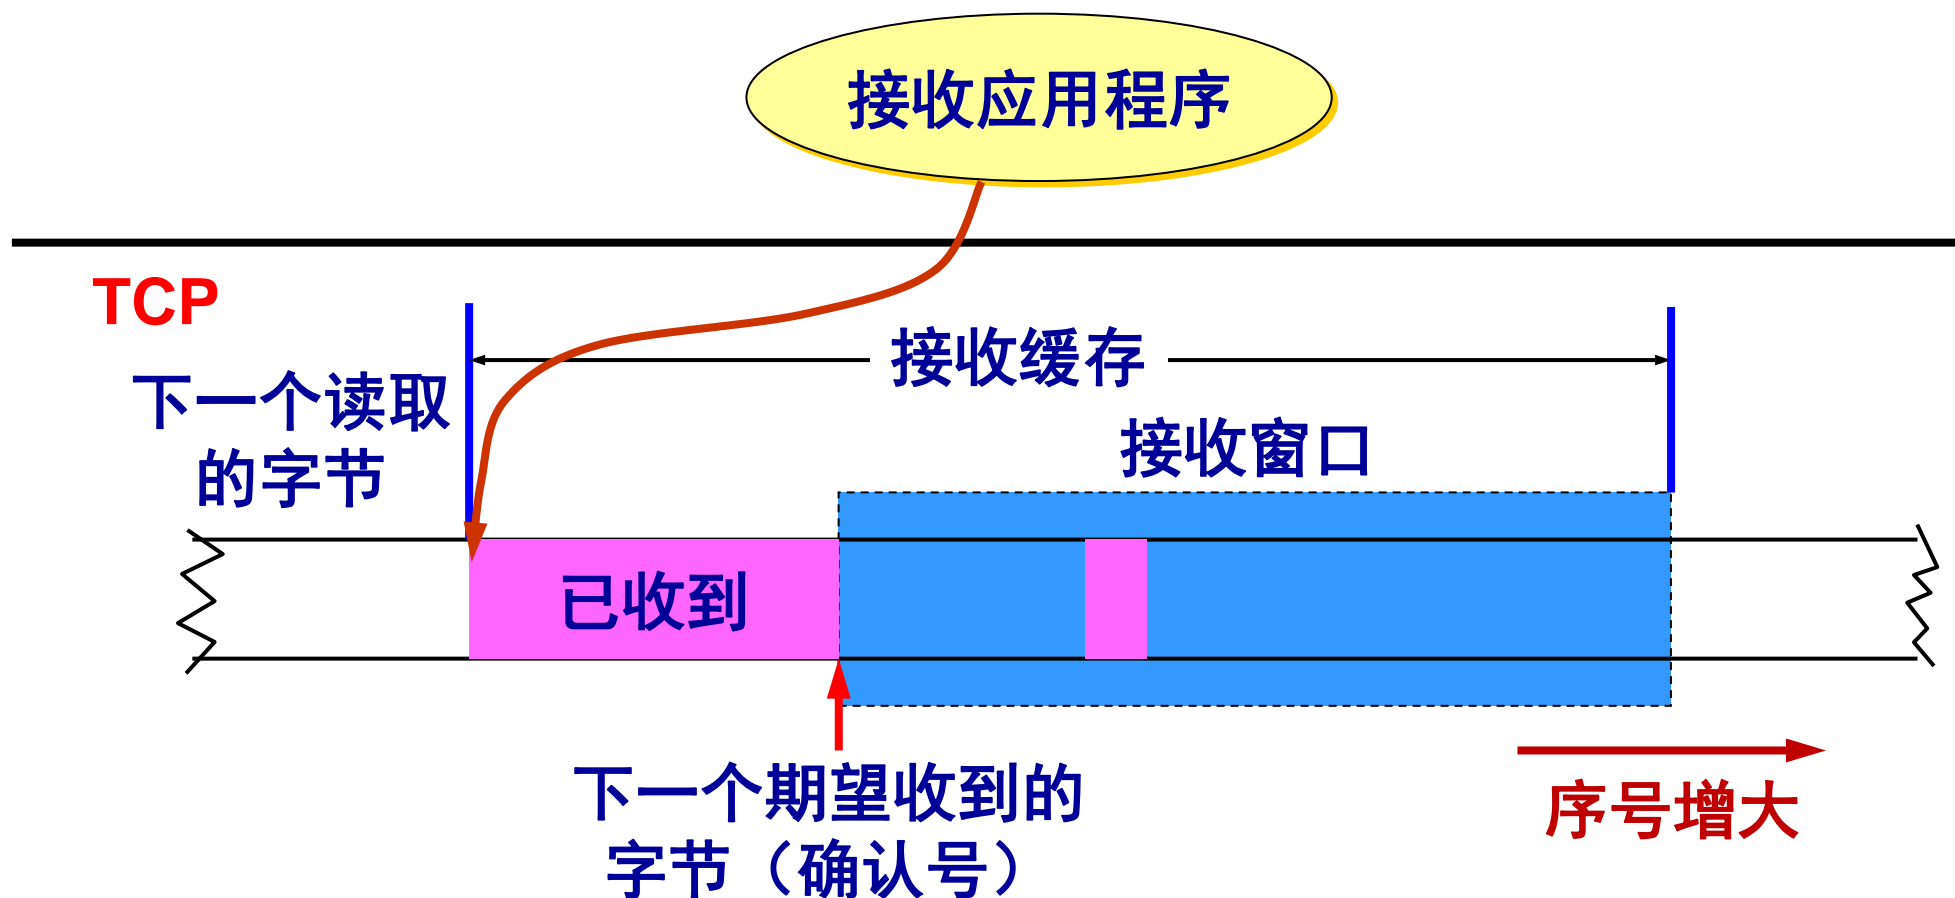 接收应用程序
TCP
接收缓存
下一个读取
的字节
接收窗口
已收到
下一个期望收到的
字节（确认号）
序号增大